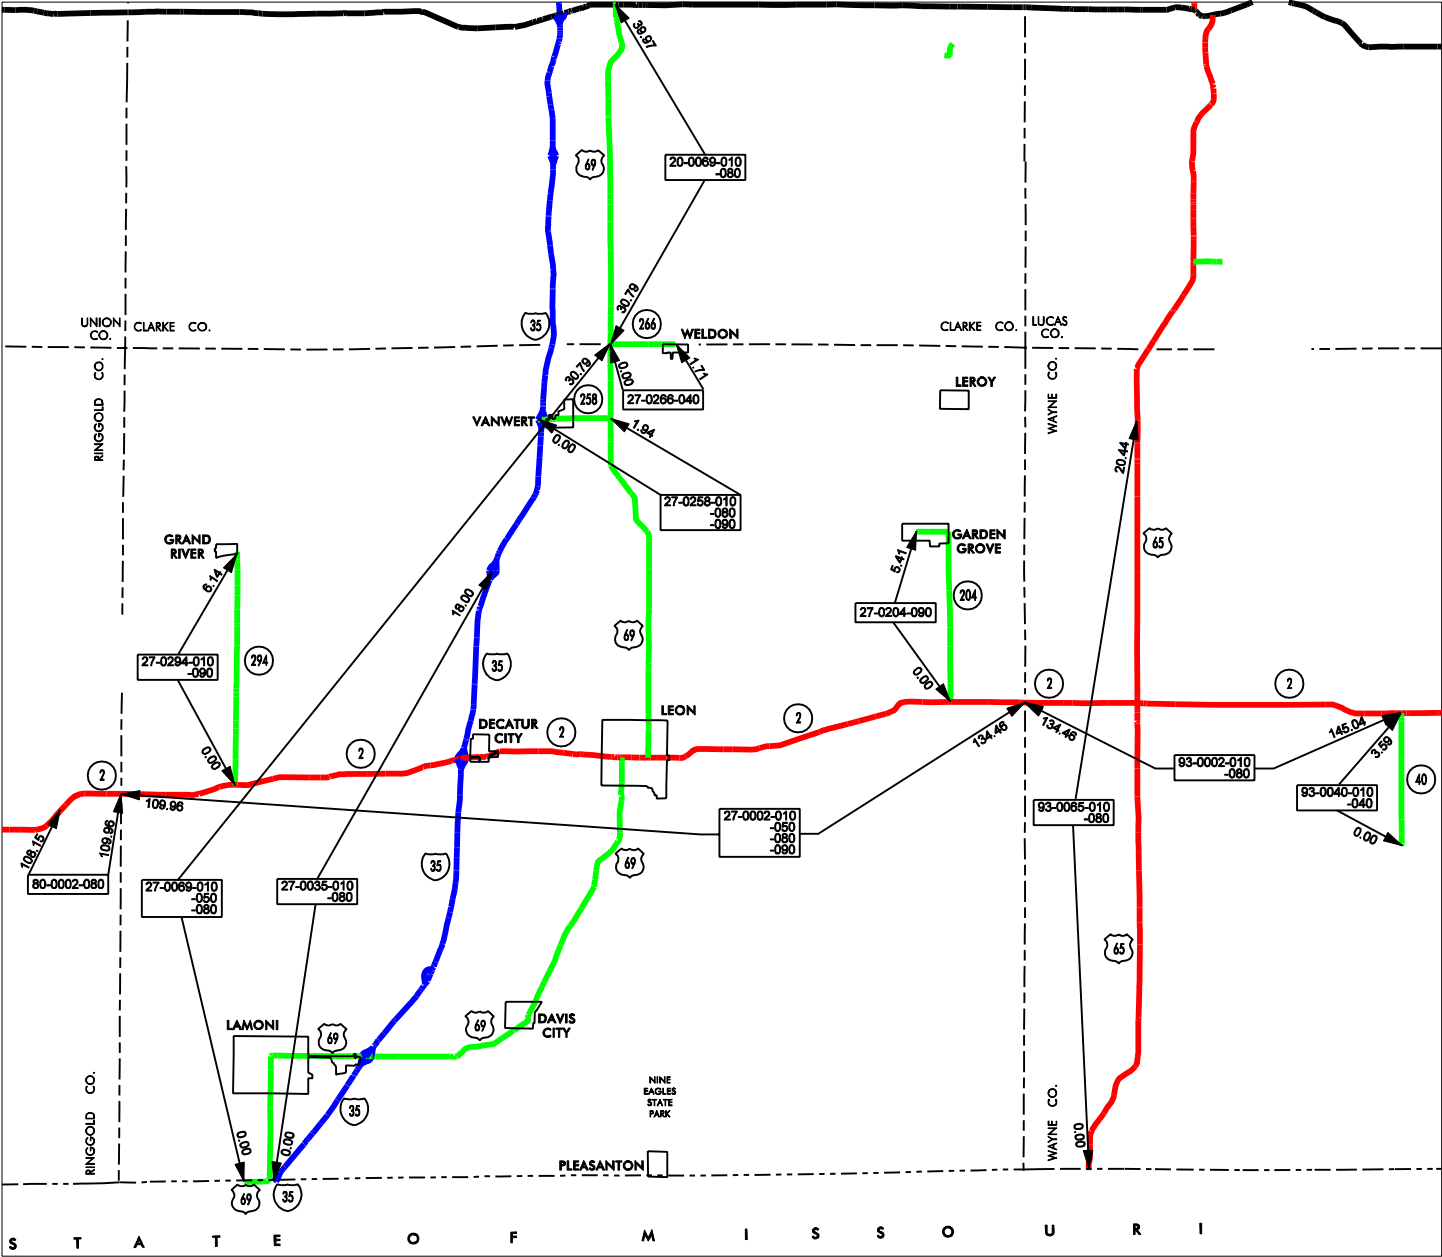 39.97
69
20-0069-010
-080
30.79
UNION
CO.
CLARKE CO.
35
266
WELDON
CLARKE CO.
LUCAS
CO.
RINGGOLD CO.
30.79
0.00
1.71
27-0266-040
LEROY
WAYNE CO.
258
VANWERT
0.00
1.94
20.44
27-0258-010
-080
-090
GRAND
RIVER
6.14
GARDEN
GROVE
5.41
65
18.00
204
27-0204-090
69
27-0294-010
-090
294
35
0.00
0.00
2
2
LEON
DECATUR
CITY
2
2
2
134.46
134.46
145.04
3.59
2
109.96
93-0002-010
-080
40
93-0040-010
-040
0.00
93-0065-010
-080
27-0002-010
-050
-080
-090
108.15
109.96
80-0002-080
27-0069-010
-050
-080
27-0035-010
-080
35
69
65
LAMONI
69
69
DAVIS
CITY
35
NINE
EAGLES
STATE
PARK
RINGGOLD CO.
WAYNE CO.
0.00
0.00
0.00
PLEASANTON
69
35
STATE OF MISSOURI